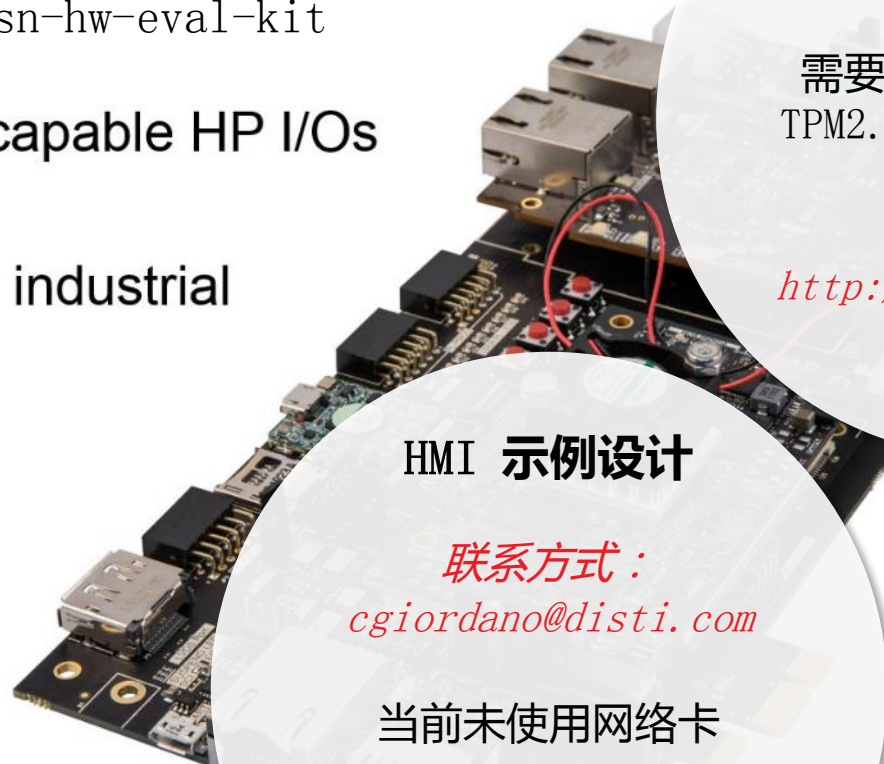 sn-hw-eval-kit
capable HP I/Os
industrial
需要
TPM2.
http:/
HMI 示例设计
联系方式：
cgiordano@disti.com
当前未使用网络卡